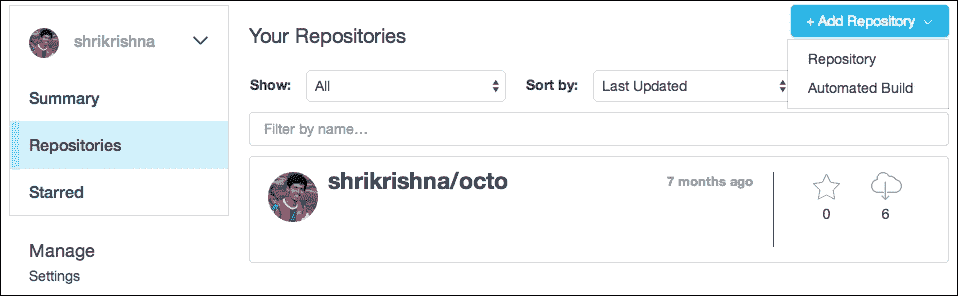 shrikrishna
Summary
Repositories
Starred
Manage
Settings
Your Repositories
+ Add Repository
Repository
Automated Build
Show: All Sort by: Last Updated
Filter by name…
shrikrishna/octo 7 months ago
0 6